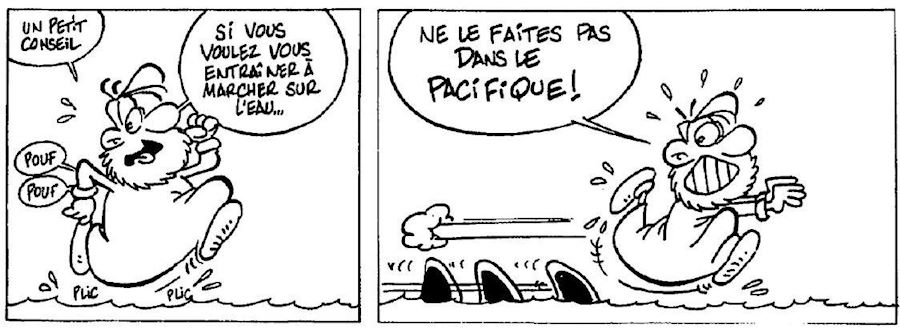 UN PETIT
CONSEIL
SI VOUS
VOULEZ VOUS
ENTRAÎNER À
MARCHER SUR
L'EAU...
POUF
POUF
PLIC
PLIC
NE LE FAITES PAS
DANS LE
PACIFIQUE!